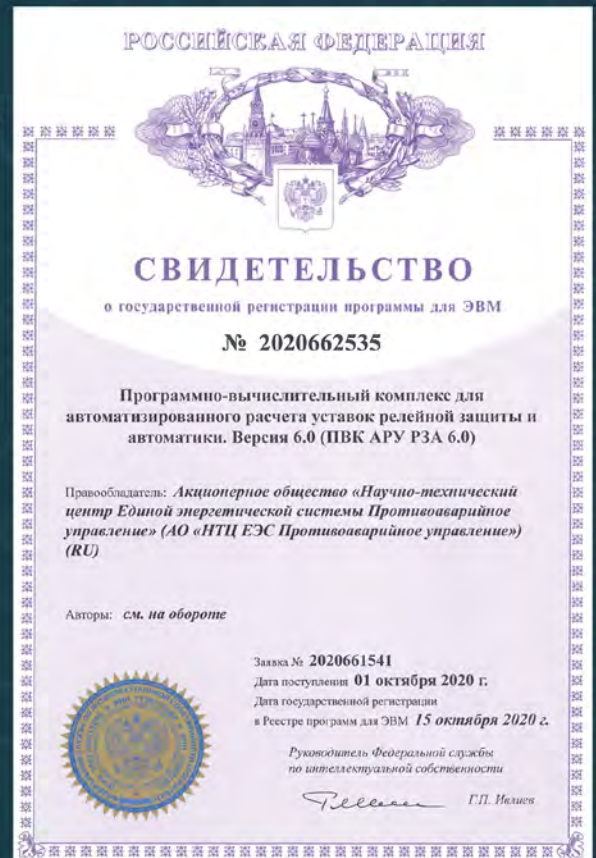 РОССИЙСКАЯ ФЕДЕРАЦИЯ
СВИДЕТЕЛЬСТВО
о государственной регистрации программы для ЭВМ
№ 2020662535
Программно-вычислительный комплекс для
автоматизированного расчета уставок релейной защиты и
автоматики. Версия 6.0 (ПВК АРУ РЗА 6.0)
Правообладатель: Акционерное общество «Научно-технический
центр Единой энергетической системы Противоаварийное
управление» (АО «НТЦ ЕЭС Противоаварийное управление»)
(RU)
Авторы: см. на обороте
Заявка № 2020661541
Дата поступления 01 октября 2020 г.
Дата государственной регистрации
в Реестре программ для ЭВМ 15 октября 2020 г.
Руководитель Федеральной службы
по интеллектуальной собственности
Г.П. Ивлиев